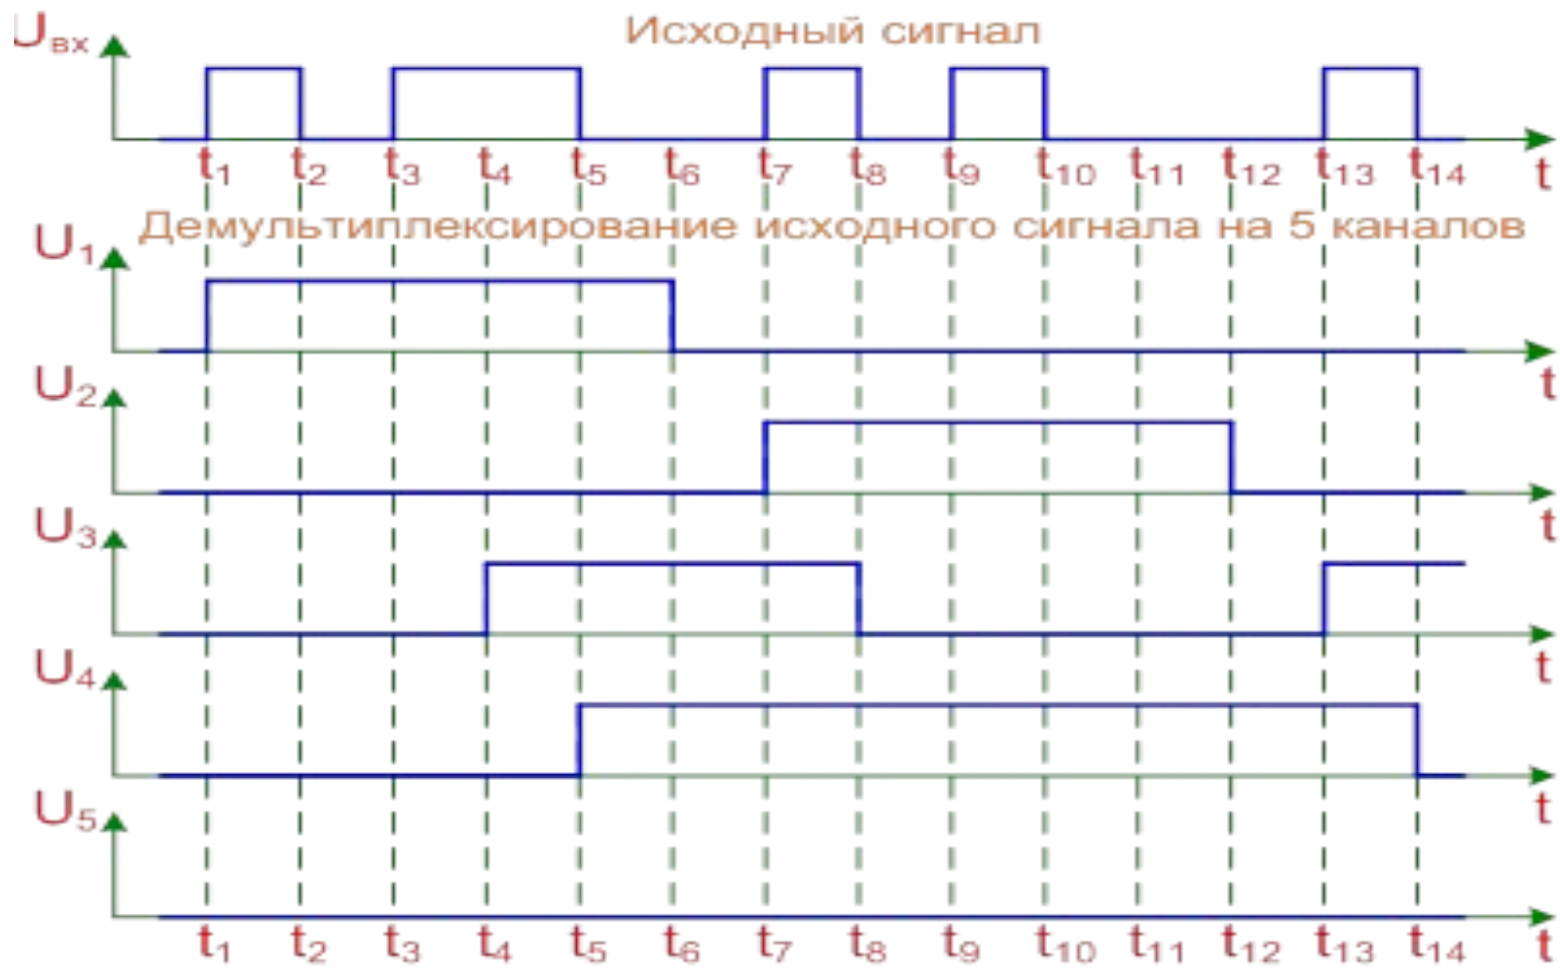 Исходный сигнал
Uвх
t1 t2 t3 t4 t5 t6 t7 t8 t9 t10 t11 t12 t13 t14 t
Демультиплексирование исходного сигнала на 5 каналов
U1
t
U2
t
U3
t
U4
t
U5
t1 t2 t3 t4 t5 t6 t7 t8 t9 t10 t11 t12 t13 t14 t